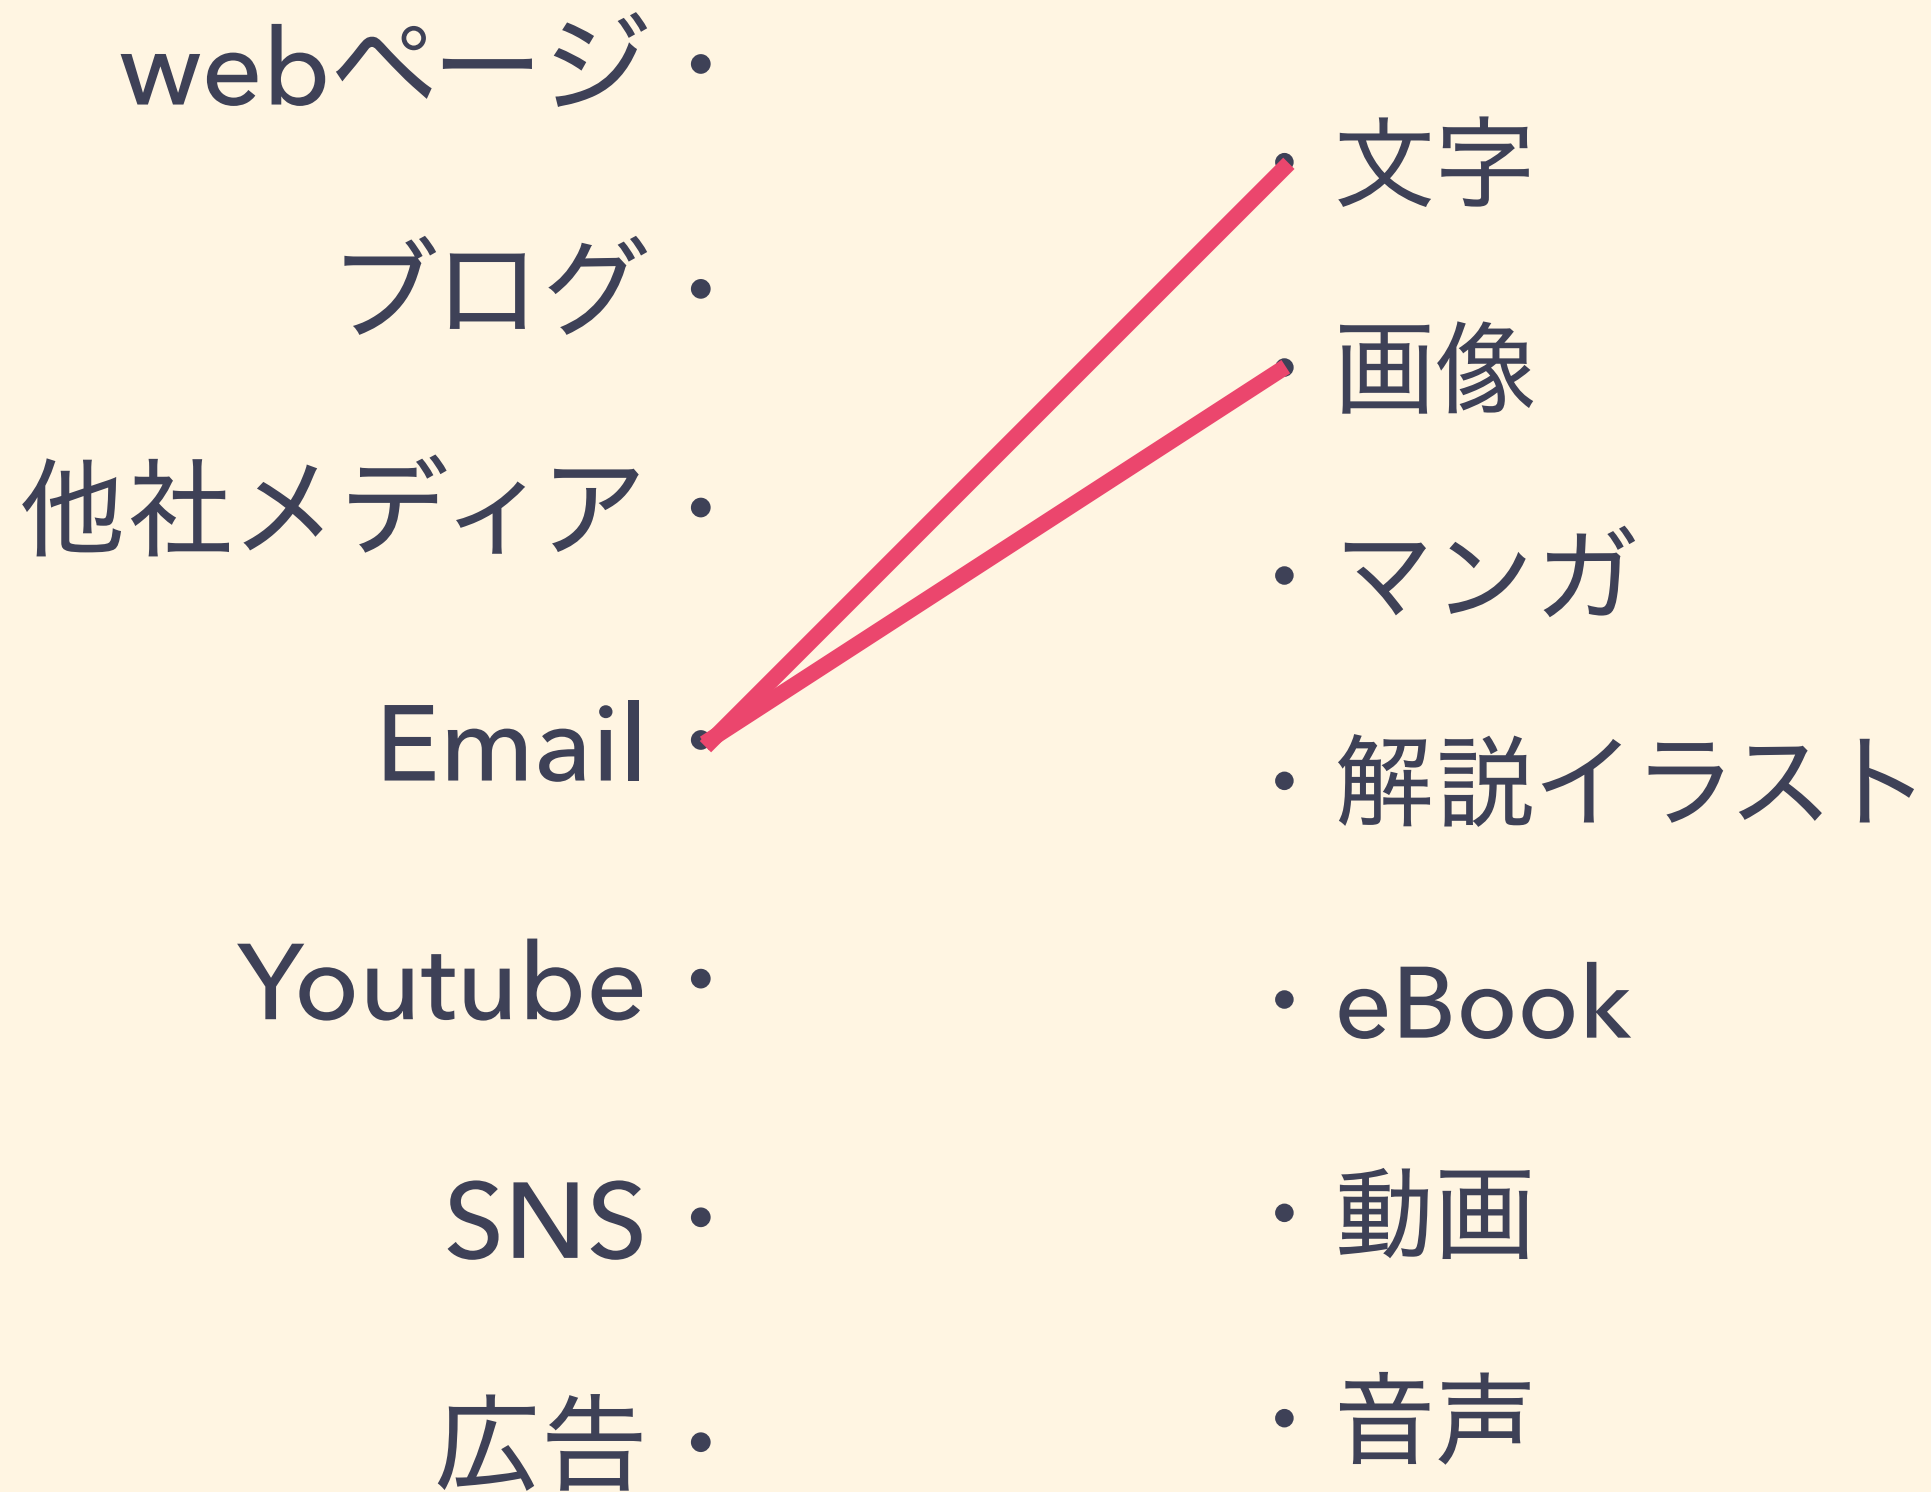 webページ・
ブログ・
他社メディア・
Email・
Youtube・
SNS・
広告・
・文字
・画像
・マンガ
・解説イラスト
・eBook
・動画
・音声